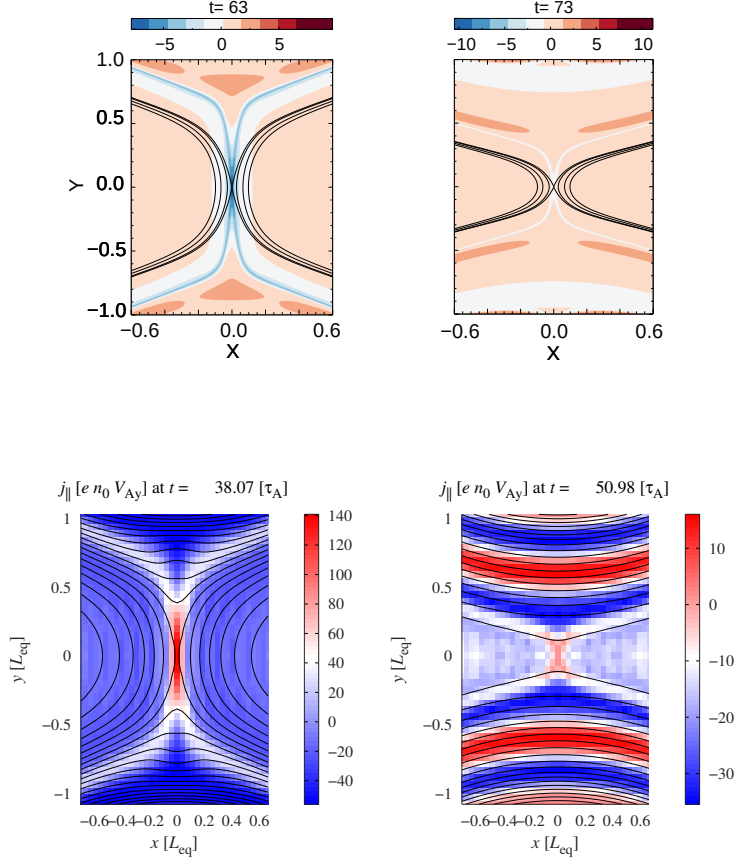 t= 63
t= 73
−5 0 5
−10 −5 0 5 10
1.0
0.5
0.0
−0.5
−1.0
Y
−0.6 0.0 0.6
X
−0.6 0.0 0.6
X
j∥ [e n0 VAy] at t = 38.07 [τA]
j∥ [e n0 VAy] at t = 50.98 [τA]
1
0.5
0
−0.5
−1
y [Leq]
−0.6−0.4−0.2 0 0.2 0.4 0.6
x [Leq]
140
120
100
80
60
40
20
0
−20
−40
1
0.5
0
−0.5
−1
y [Leq]
−0.6−0.4−0.2 0 0.2 0.4 0.6
x [Leq]
10
0
−10
−20
−30